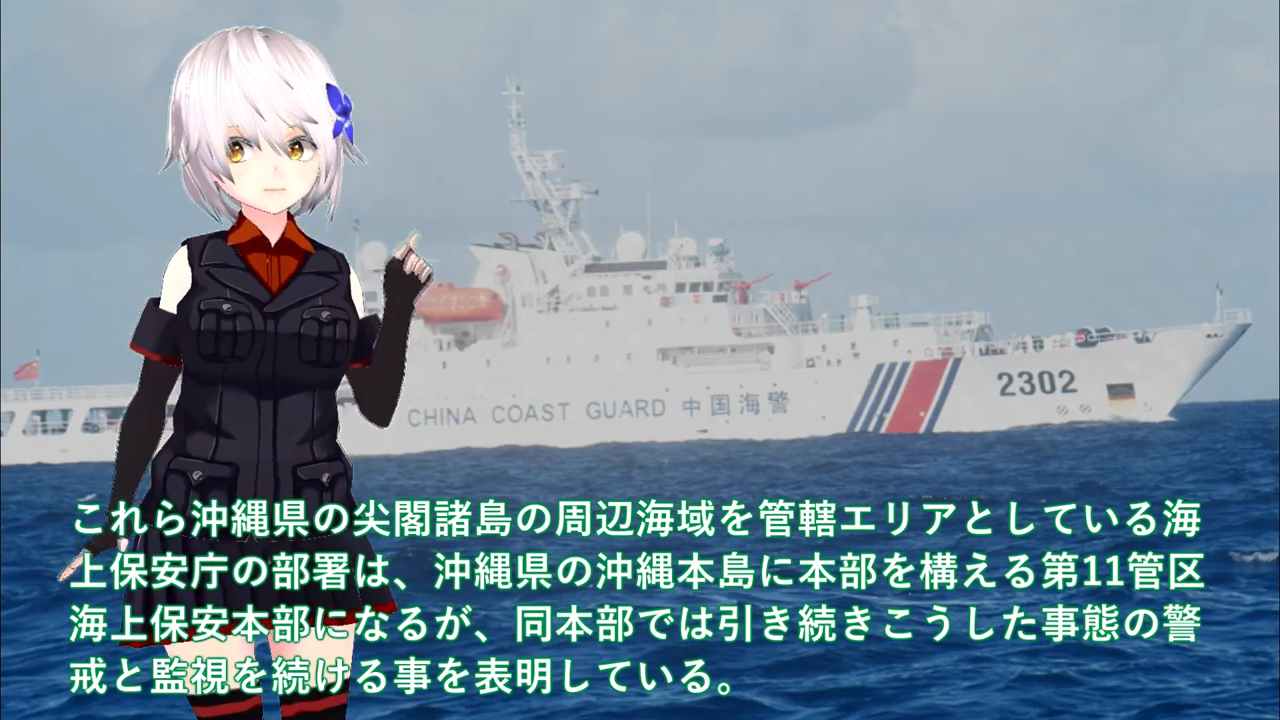 CHINA COAST GUARD 中国海警
2302
これら沖縄県の尖閣諸島の周辺海域を管轄エリアとしている海
上保安庁の部署は、沖縄県の沖縄本島に本部を構える第11管区
海上保安本部になるが、同本部では引き続きこうした事態の警
戒と監視を続ける事を表明している。